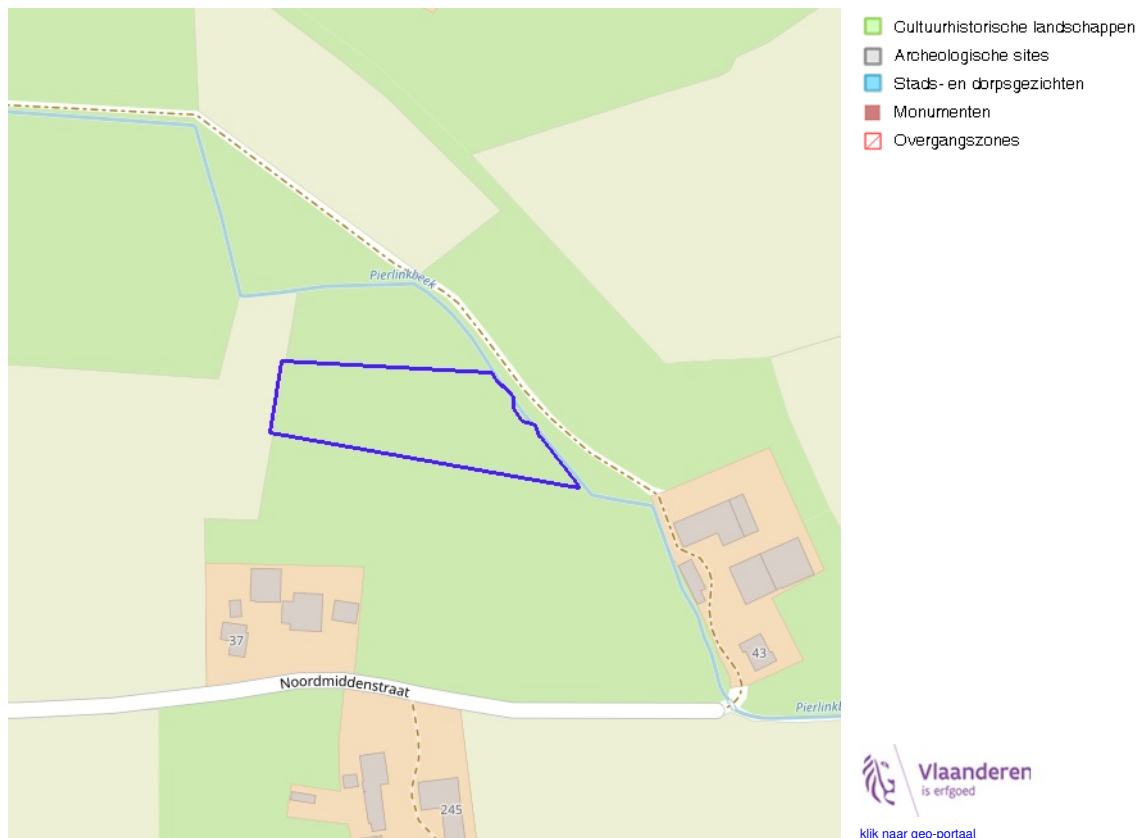 Cultuurhistorische landschappen
Archeologische sites
Stads- en dorpsgezichten
Monumenten
Overgangszones
Pierlinkbeek
37
43
Noordmiddenstraat
Pierlinkb
245
Vlaanderen
is erfgoed
klik naar geo-portaal